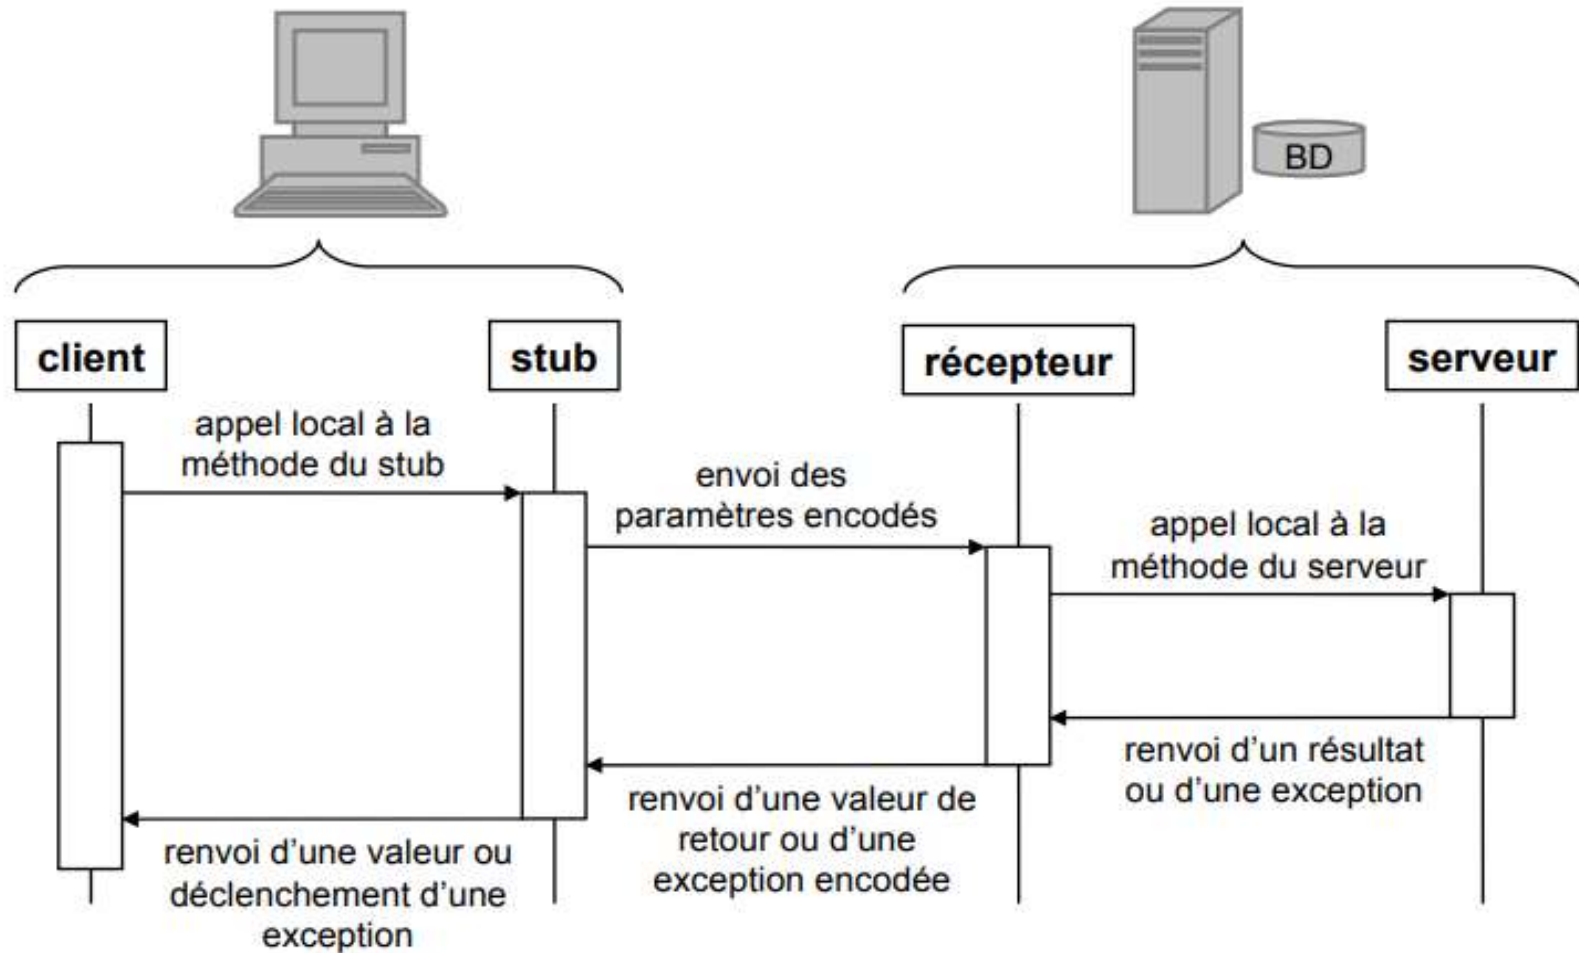 BD
client
stub
récepteur
serveur
appel local à la
méthode du stub
envoi des
paramètres encodés
appel local à la
méthode du serveur
renvoi d'un résultat
ou d'une exception
renvoi d'une valeur de
retour ou d'une
exception encodée
renvoi d'une valeur ou
déclenchement d'une
exception